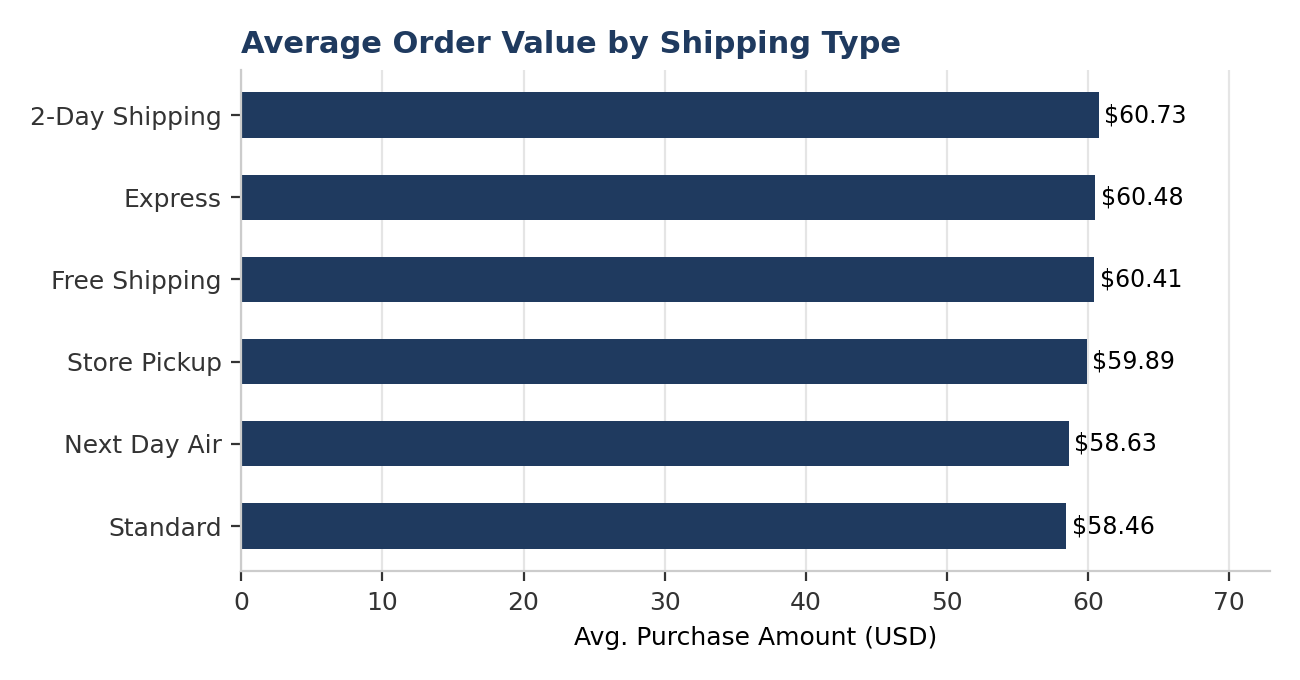 Average Order Value by Shipping Type
2-Day Shipping $60.73
Express $60.48
Free Shipping $60.41
Store Pickup $59.89
Next Day Air $58.63
Standard $58.46
0 10 20 30 40 50 60 70
Avg. Purchase Amount (USD)